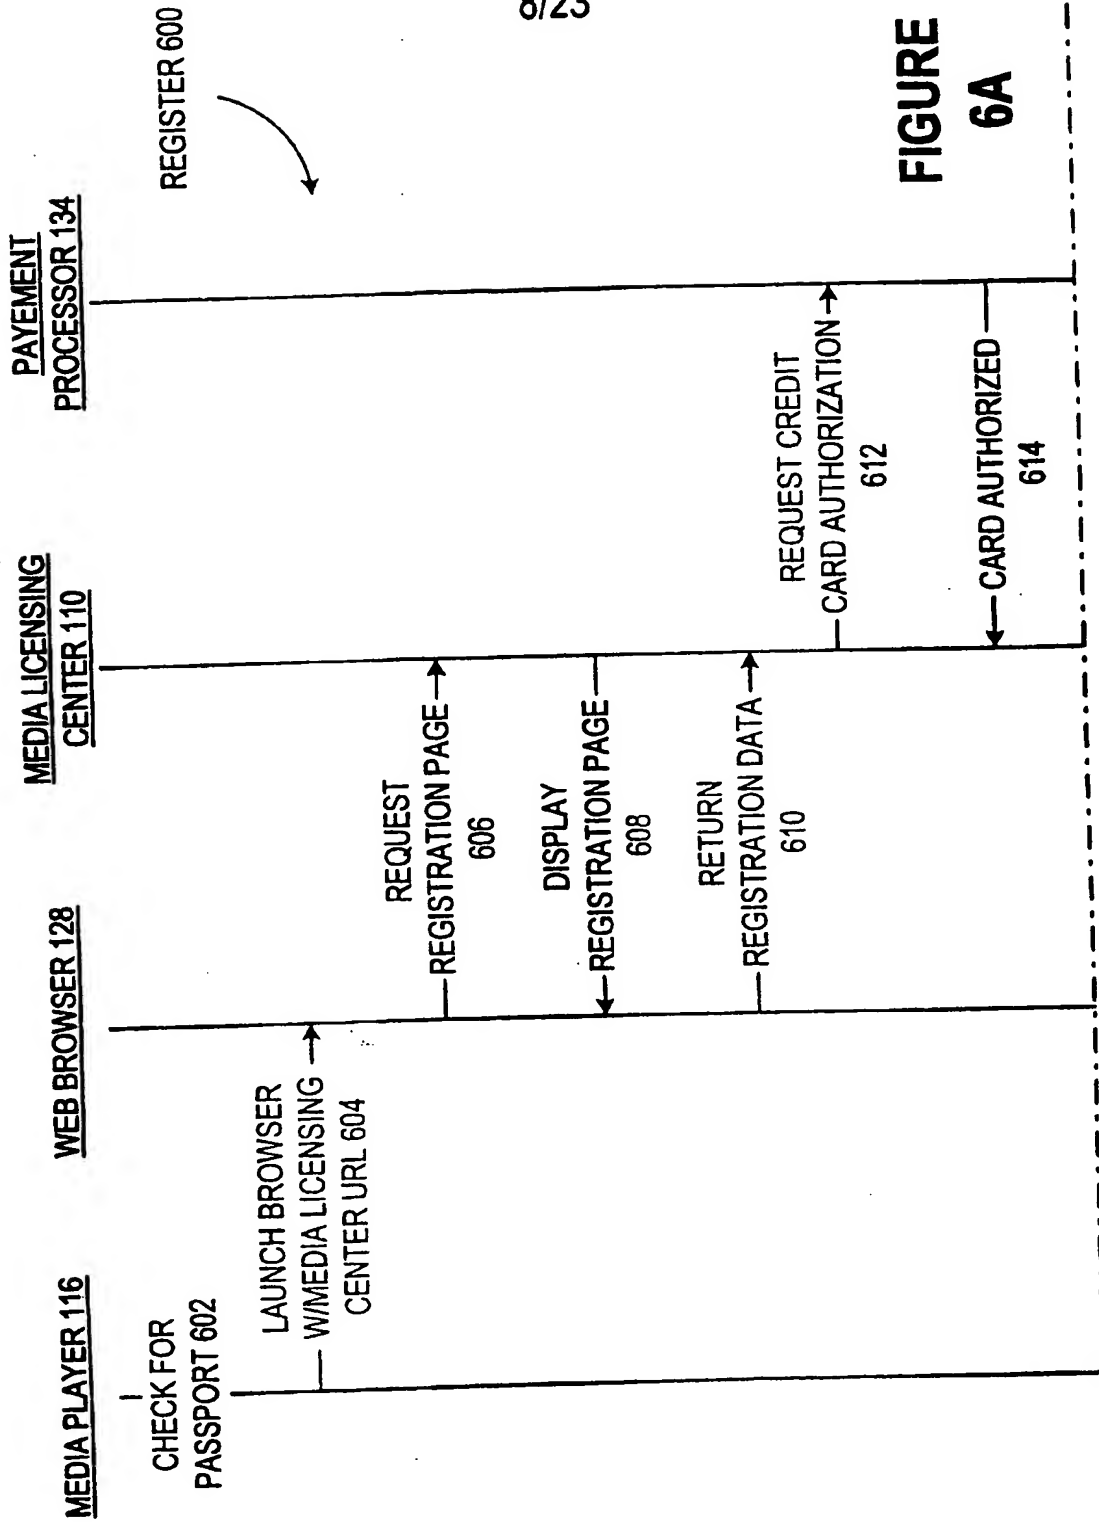 8/23
REGISTER 600
MEDIA PLAYER 116
WEB BROWSER 128
MEDIA LICENSING
CENTER 110
PAYEMENT
PROCESSOR 134
CHECK FOR
PASSPORT 602
LAUNCH BROWSER
W/MEDIA LICENSING
CENTER URL 604
REQUEST
REGISTRATION PAGE
606
DISPLAY
REGISTRATION PAGE
608
RETURN
REGISTRATION DATA
610
REQUEST CREDIT
CARD AUTHORIZATION
612
CARD AUTHORIZED
614
FIGURE
6A